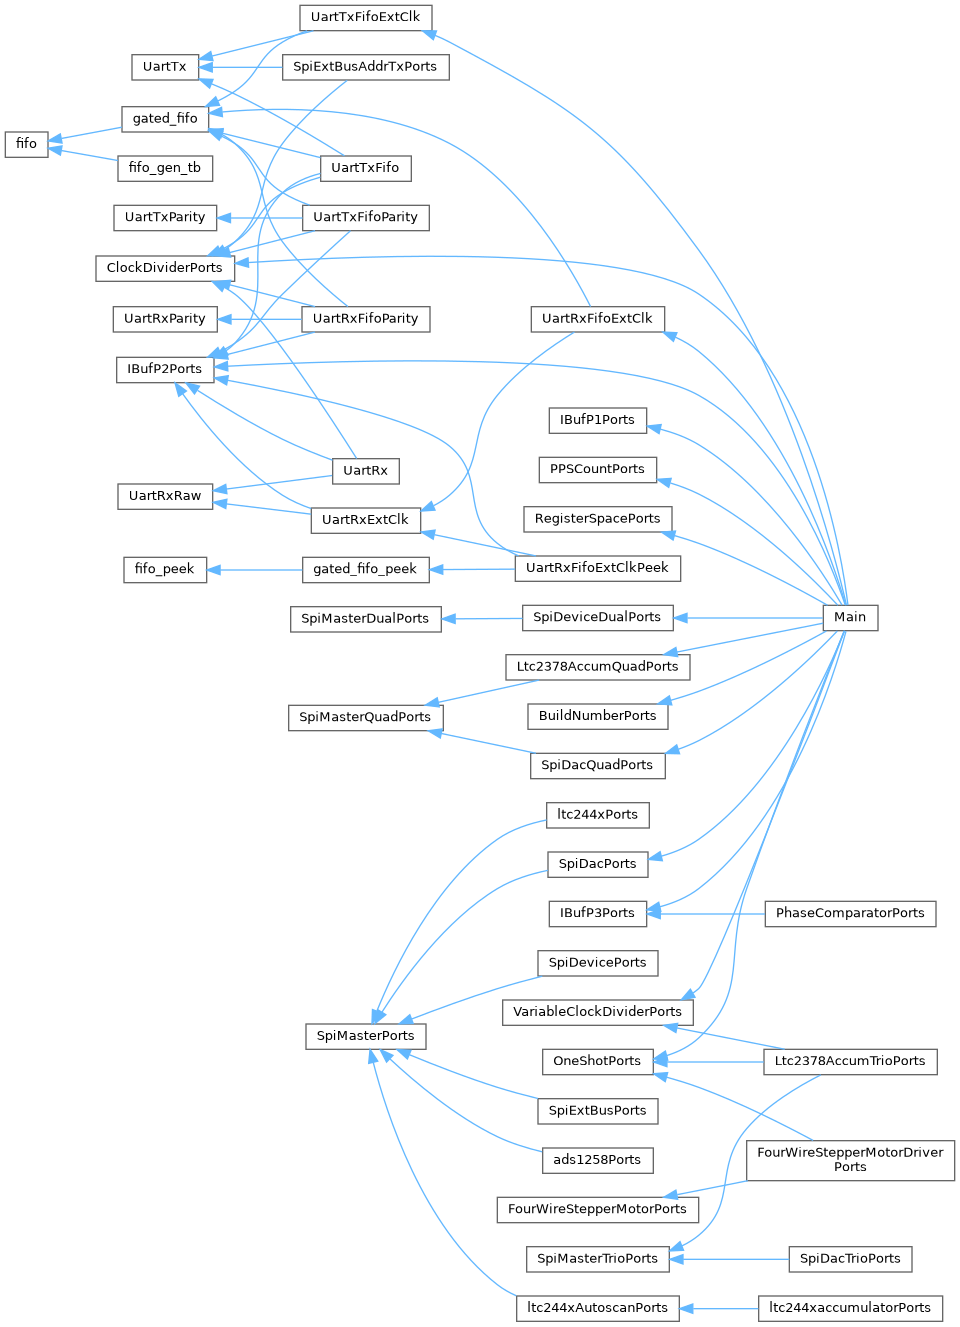 UartTxFifoExtClk
UartTx
SpiExtBusAddrTxPorts
gated_fifo
fifo
fifo_gen_tb
UartTxFifo
UartTxParity
UartTxFifoParity
ClockDividerPorts
UartRxParity
UartRxFifoParity
UartRxFifoExtClk
IBufP2Ports
IBufP1Ports
UartRx
PPSCountPorts
UartRxRaw
UartRxExtClk
RegisterSpacePorts
fifo_peek
gated_fifo_peek
UartRxFifoExtClkPeek
SpiMasterDualPorts
SpiDeviceDualPorts
Main
Ltc2378AccumQuadPorts
SpiMasterQuadPorts
BuildNumberPorts
SpiDacQuadPorts
ltc244xPorts
SpiDacPorts
IBufP3Ports
PhaseComparatorPorts
SpiDevicePorts
VariableClockDividerPorts
SpiMasterPorts
OneShotPorts
Ltc2378AccumTrioPorts
SpiExtBusPorts
ads1258Ports
FourWireStepperMotorDriver
Ports
FourWireStepperMotorPorts
SpiMasterTrioPorts
SpiDacTrioPorts
ltc244xAutoscanPorts
ltc244xaccumulatorPorts